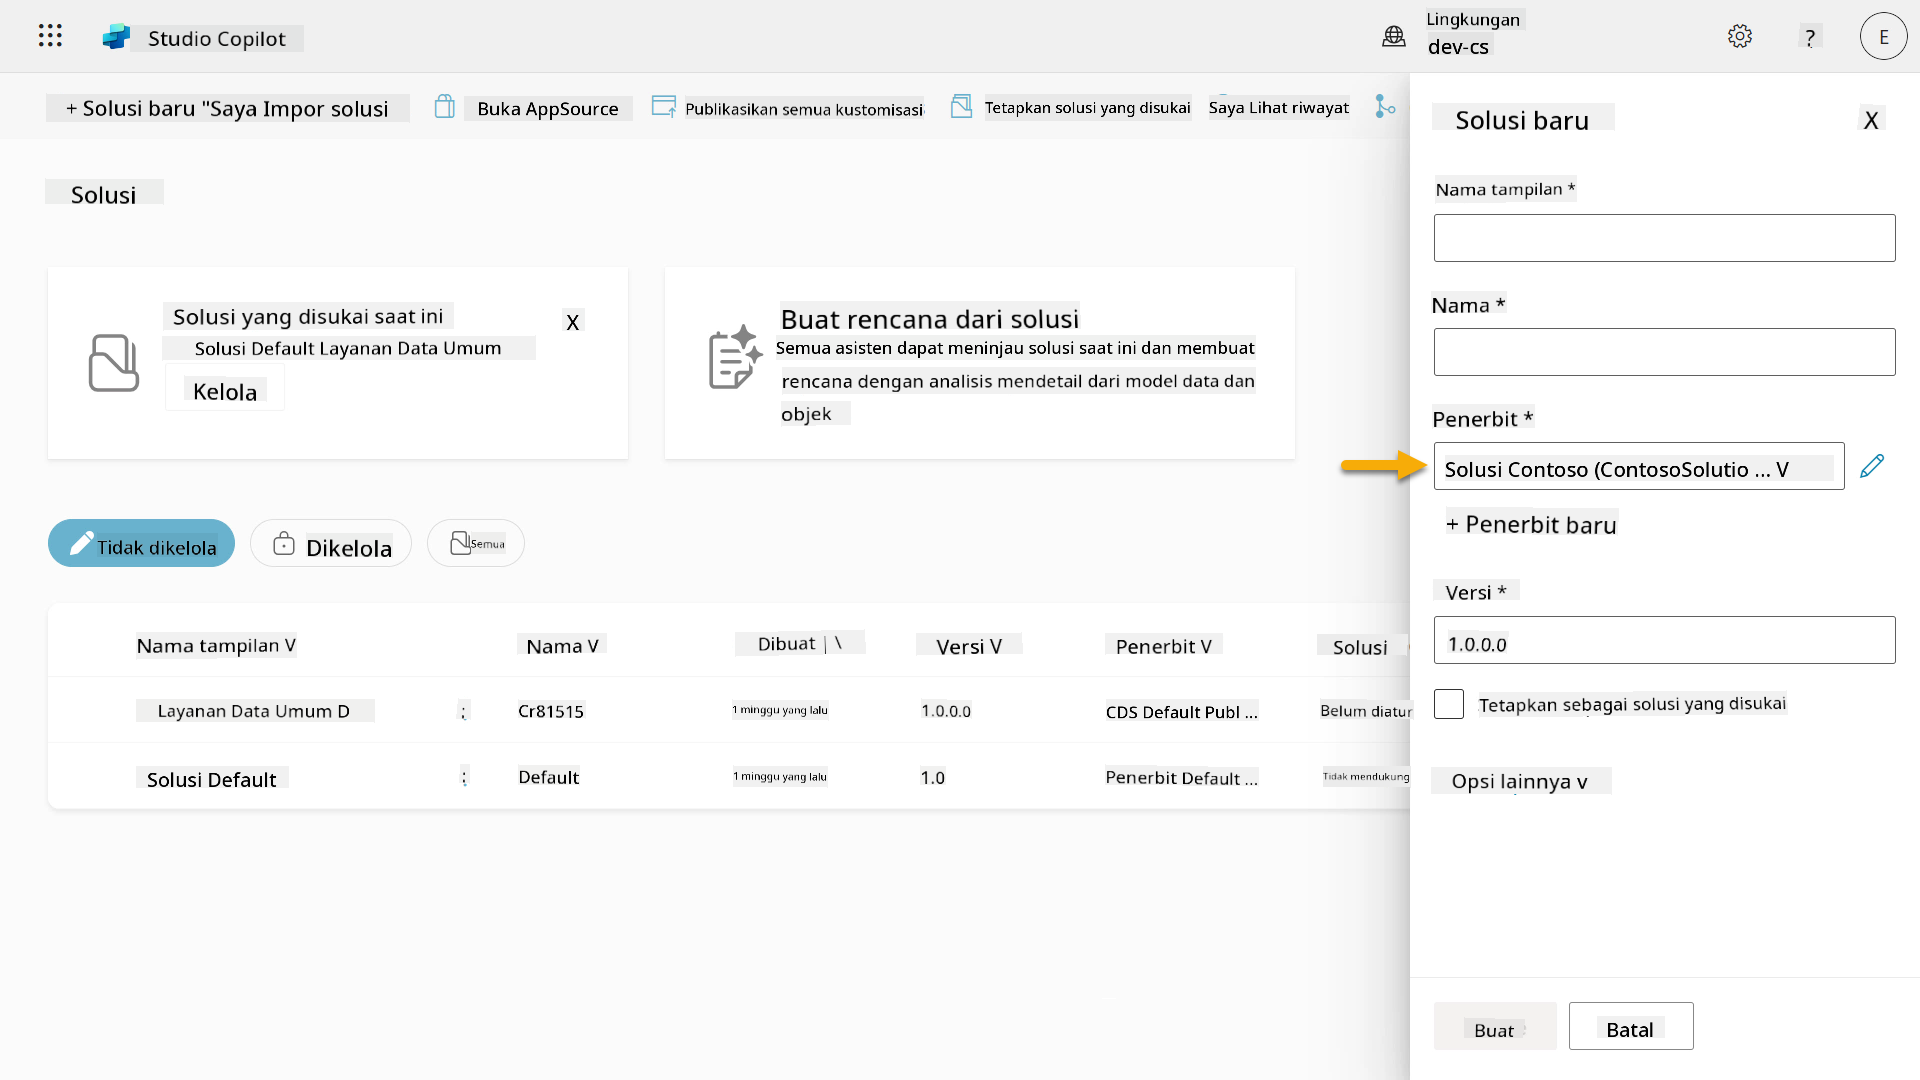 Studio Copilot
Lingkungan
dev-cs
?
E
+ Solusi baru "Saya Impor solusi
Buka AppSource
Publikasikan semua kustomisasi
Tetapkan solusi yang disukai
Saya Lihat riwayat
Solusi
Solusi yang disukai saat ini
X
Solusi Default Layanan Data Umum
Kelola
Buat rencana dari solusi
Semua asisten dapat meninjau solusi saat ini dan membuat
rencana dengan analisis mendetail dari model data dan
objek
Tidak dikelola
Dikelola
Semua
Nama tampilan V
Nama V
Dibuat | \
Versi V
Penerbit V
Solusi
Layanan Data Umum D
:
Cr81515
1 minggu yang lalu
1.0.0.0
CDS Default Publ ...
Belum diatur
Solusi Default
:
Default
1 minggu yang lalu
1.0
Penerbit Default ...
Tidak mendukung
Solusi baru
X
Nama tampilan *
Nama *
Penerbit *
Solusi Contoso (ContosoSolutio ... V
+ Penerbit baru
Versi *
1.0.0.0
Tetapkan sebagai solusi yang disukai
Opsi lainnya v
Buat
Batal